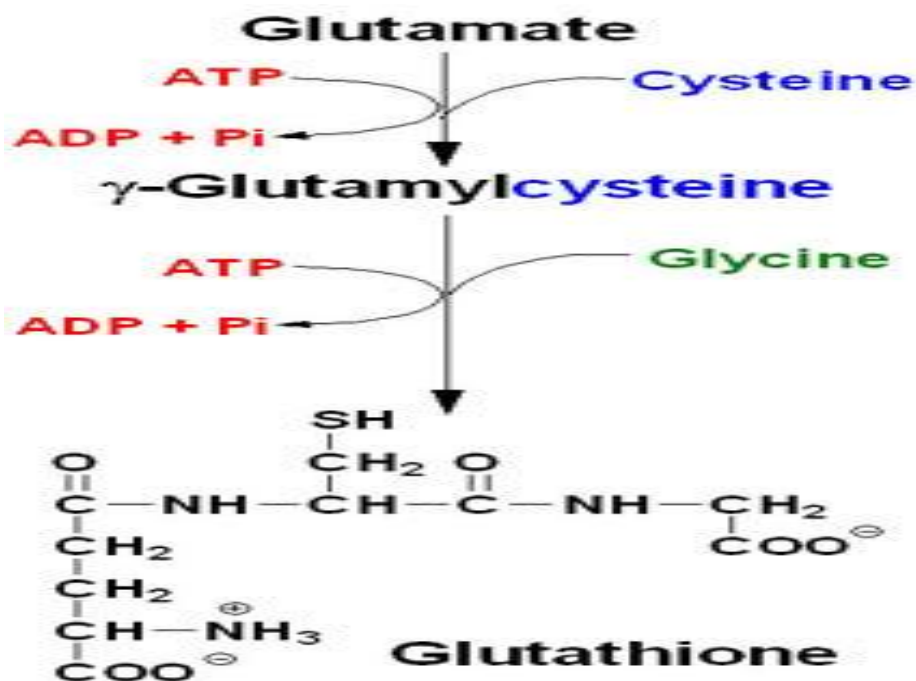 Glutamate
ATP Cysteine
ADP + Pi
γ-Glutamylcysteine
ATP Glycine
ADP + Pi
SH
O CH₂ O
C—NH—CH—C—NH—CH₂
CH₂ COO⊖
CH₂
⊕
CH—NH₃
COO⊖ Glutathione